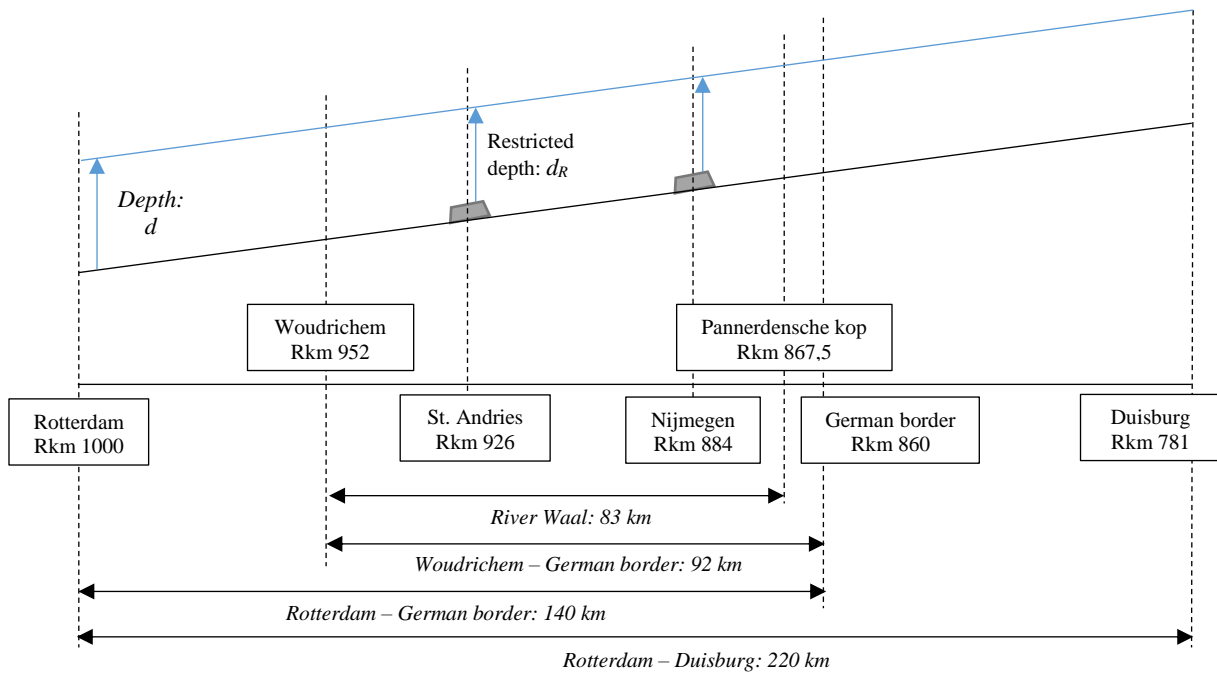 Restricted
depth: dR
Depth:
d
Woudrichem
Rkm 952
Pannerdensche kop
Rkm 867,5
Rotterdam
Rkm 1000
St. Andries
Rkm 926
Nijmegen
Rkm 884
German border
Rkm 860
Duisburg
Rkm 781
River Waal: 83 km
Woudrichem – German border: 92 km
Rotterdam – German border: 140 km
Rotterdam – Duisburg: 220 km